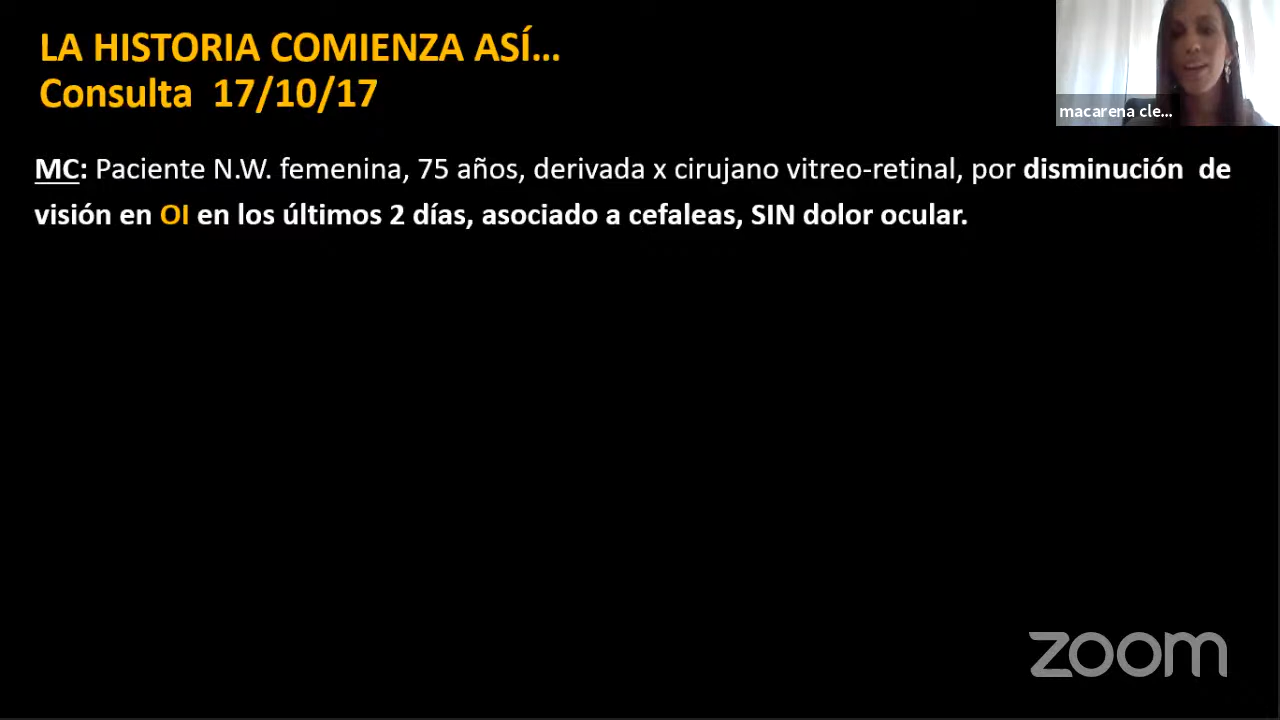 LA HISTORIA COMIENZA ASÍ...
Consulta 17/10/17
macarena cle...
MC: Paciente N.W. femenina, 75 años, derivada x cirujano vitreo-retinal, por disminución de
visión en OI en los últimos 2 días, asociado a cefaleas, SIN dolor ocular.
zoom